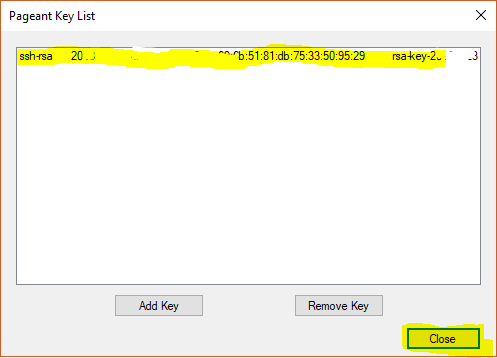 Pageant Key List
ssh-rsa b:51:81:db:75:33:50:95:29
Add Key
Remove Key
Close